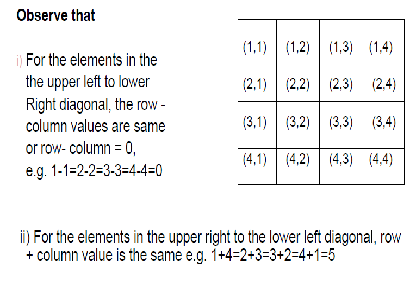 Observe that
i) For the elements in the
the upper left to lower
Right diagonal, the row -
column values are same
or row- column = 0,
e.g. 1-1=2-2=3-3=4-4=0
(1,1) (1,2) (1,3) (1,4)
(2,1) (2,2) (2,3) (2,4)
(3,1) (3,2) (3,3) (3,4)
(4,1) (4,2) (4,3) (4,4)
ii) For the elements in the upper right to the lower left diagonal, row
+ column value is the same e.g. 1+4=2+3=3+2=4+1=5